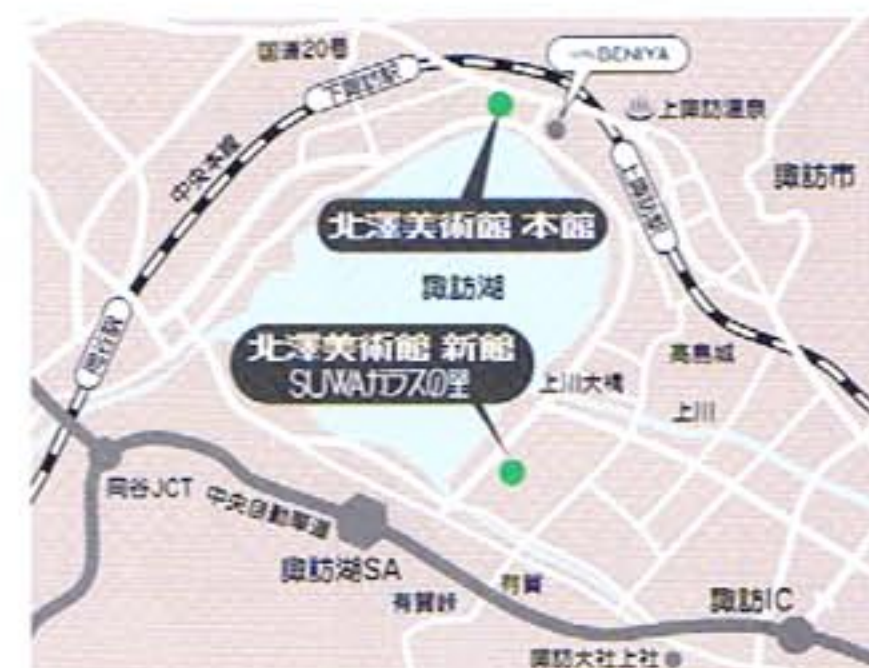 国道20号
BENIYA
下諏訪駅
上諏訪温泉
中央本線
上諏訪駅
諏訪市
北澤美術館 本館
諏訪湖
北澤美術館 新館
SUWAガラスの里
高島城
岡谷駅
上川大橋
上川
岡谷JCT
中央自動車道
諏訪湖SA
有賀
有賀峠
諏訪IC
諏訪大社上社